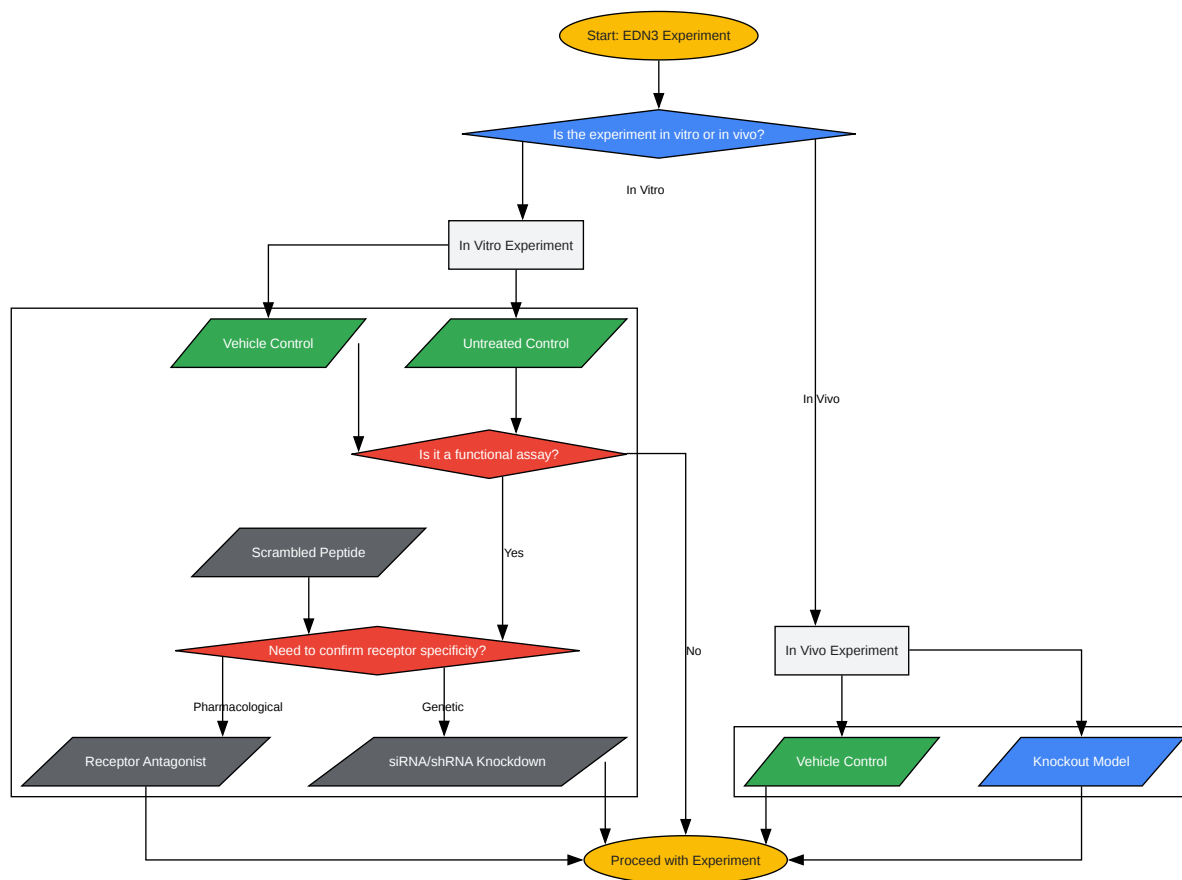 Start: EDN3 Experiment
Is the experiment in vitro or in vivo?
In Vitro
In Vitro Experiment
Vehicle Control
Untreated Control
In Vivo
Is it a functional assay?
Scrambled Peptide
Yes
Need to confirm receptor specificity?
No
In Vivo Experiment
Pharmacological
Genetic
Receptor Antagonist
siRNA/shRNA Knockdown
Vehicle Control
Knockout Model
Proceed with Experiment